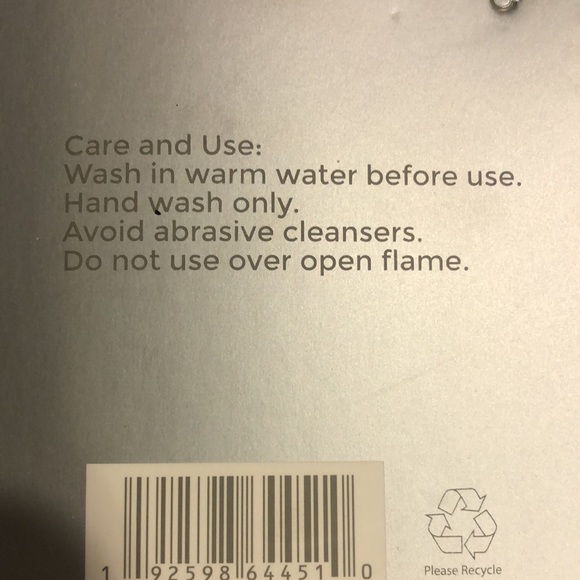 Care and Use:
Wash in warm water before use.
Hand wash only.
Avoid abrasive cleansers.
Do not use over open flame.
1 92598 64451 0
Please Recycle